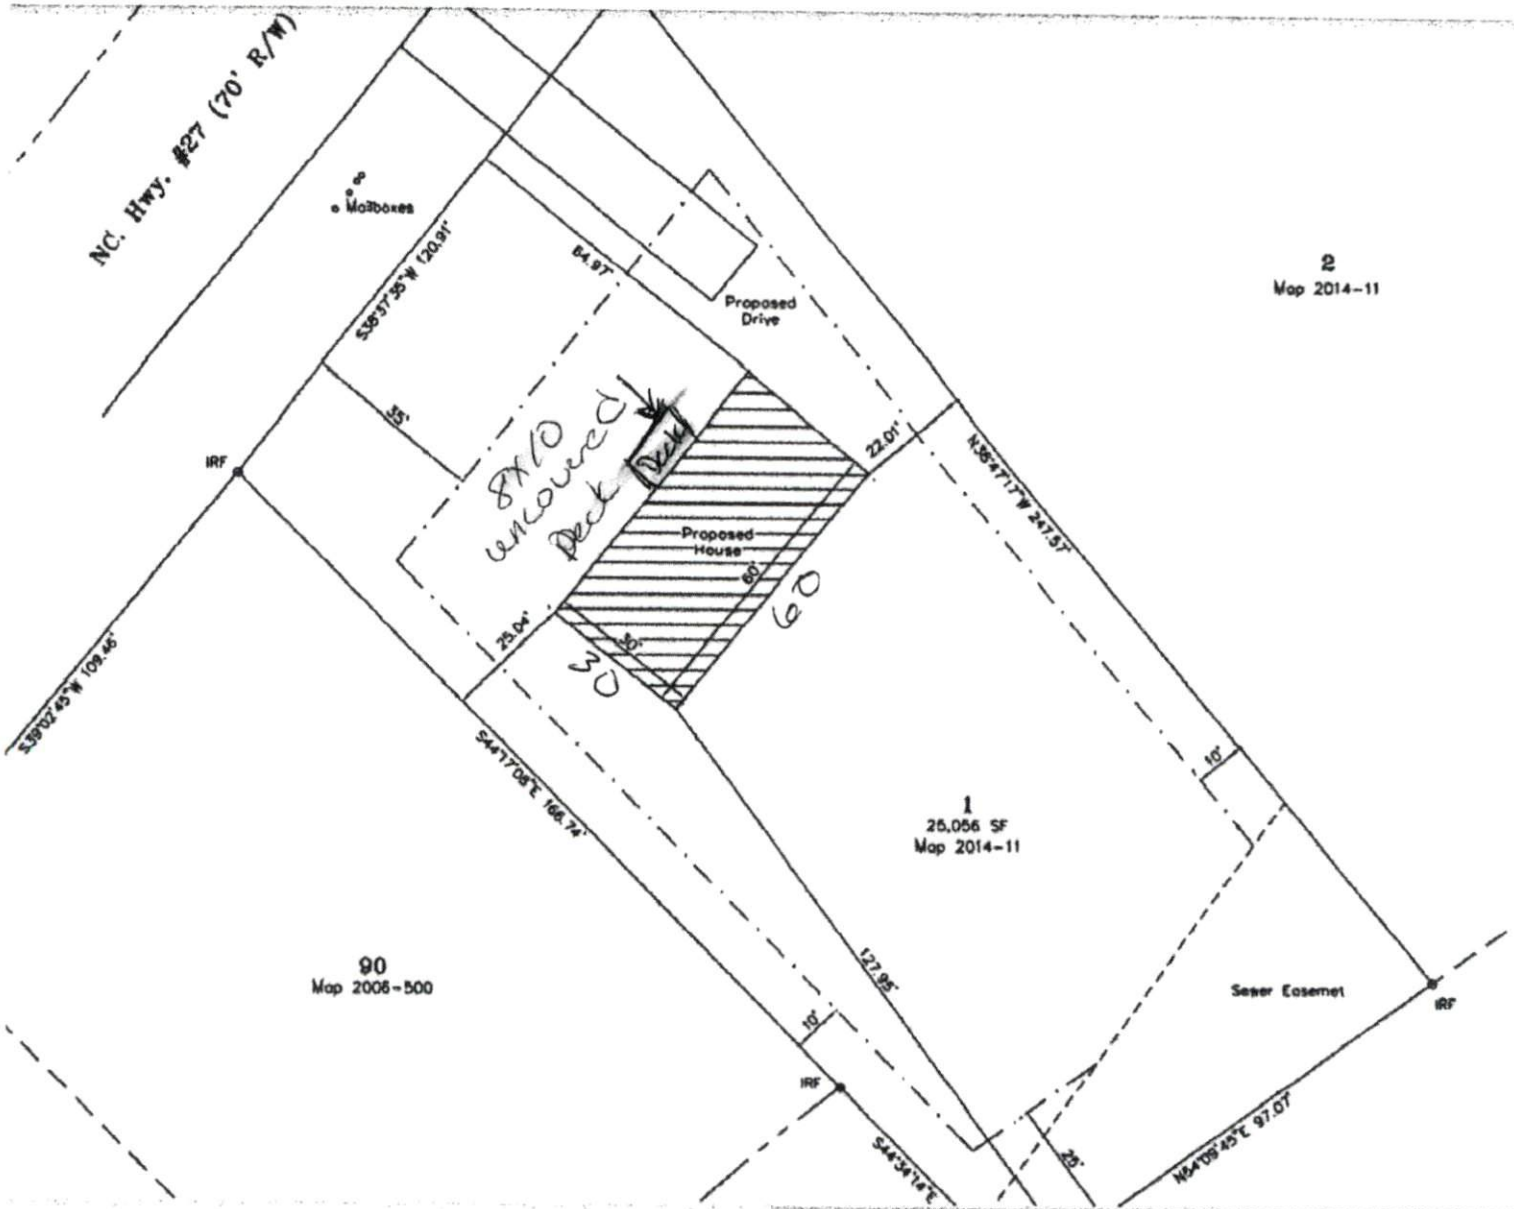 NC. Hwy. #27 (70' R/W)
Mailboxes
S38°37'35"W 120.91'
64.97'
Proposed
Drive
2
Map 2014-11
35'
IRF
8x10
uncovered
Deck
Deck
22.01'
N36°47'17"W 247.57'
Proposed
House
60'
60
25.04'
30'
30
S39°02'45"W 109.46'
S44°17'08"E 166.74'
10'
1
25,056 SF
Map 2014-11
90
Map 2006-500
127.95'
Sewer Easemet
IRF
10'
IRF
S44°34'14"E
25'
N54°09'45"E 97.07'